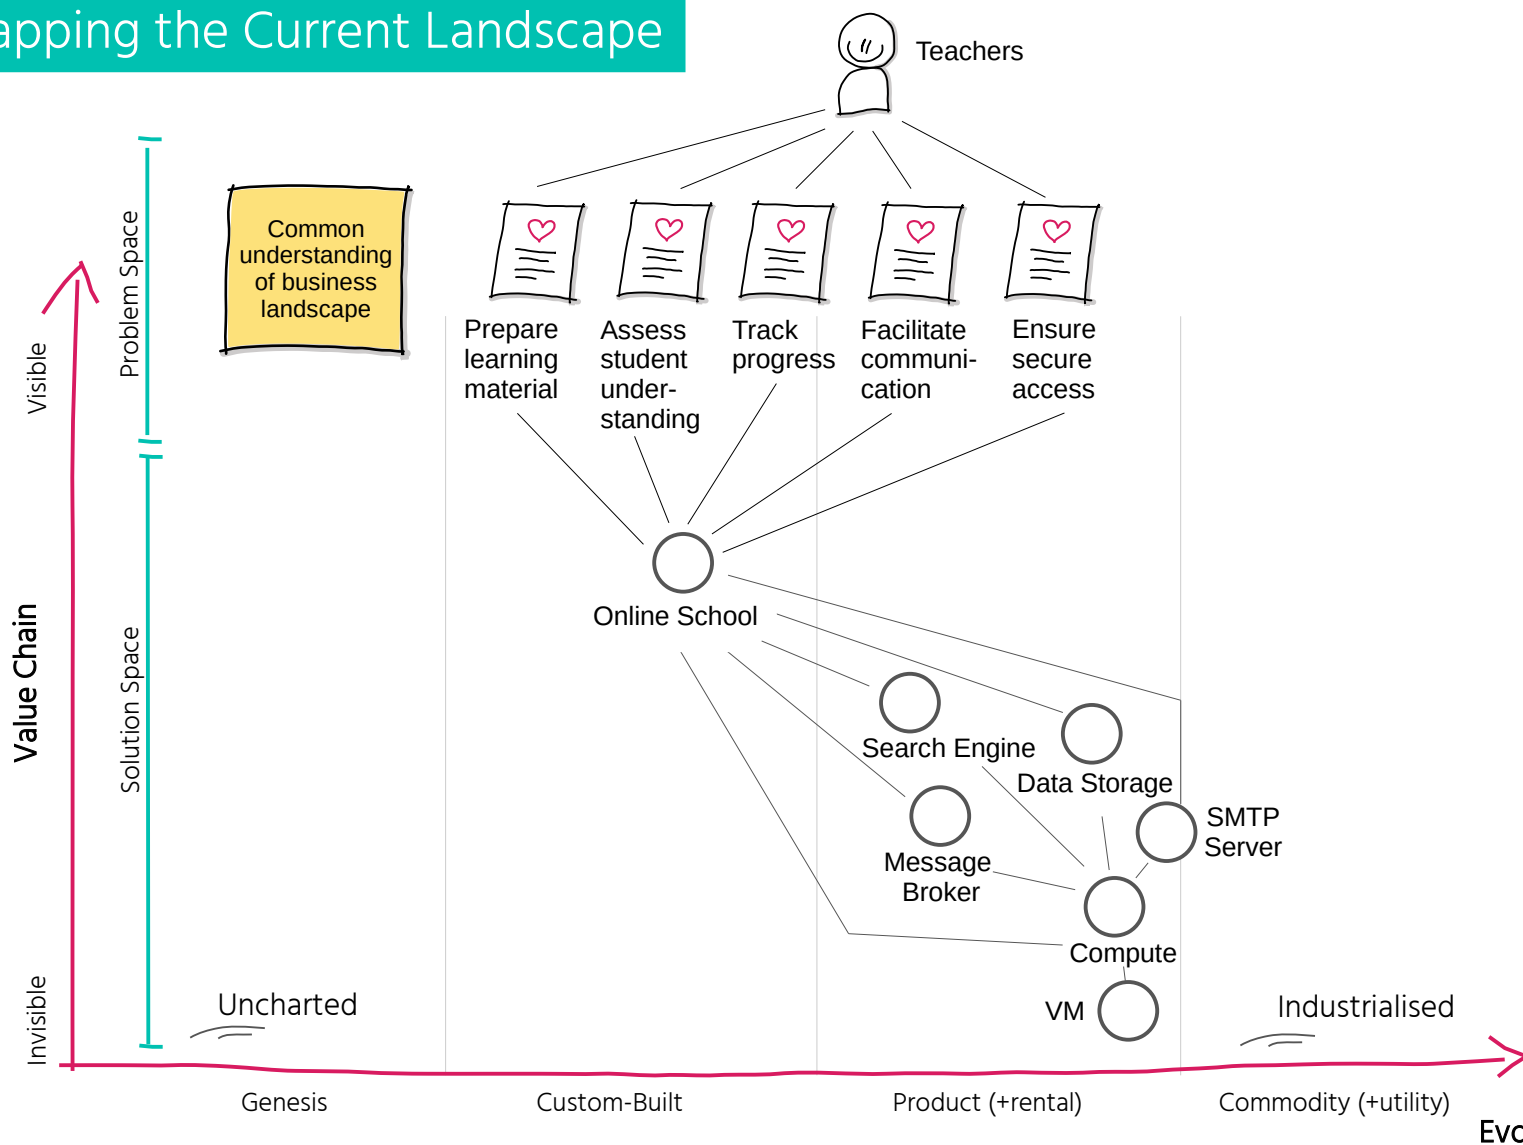 apping the Current Landscape
Teachers
Common
understanding
of business
landscape
Problem Space
Visible
Prepare
learning
material
Assess
student
under-
standing
Track
progress
Facilitate
communi-
cation
Ensure
secure
access
Online School
Value Chain
Solution Space
Search Engine
Data Storage
SMTP
Server
Message
Broker
Compute
VM
Invisible
Uncharted
Industrialised
Genesis
Custom-Built
Product (+rental)
Commodity (+utility)
Evo